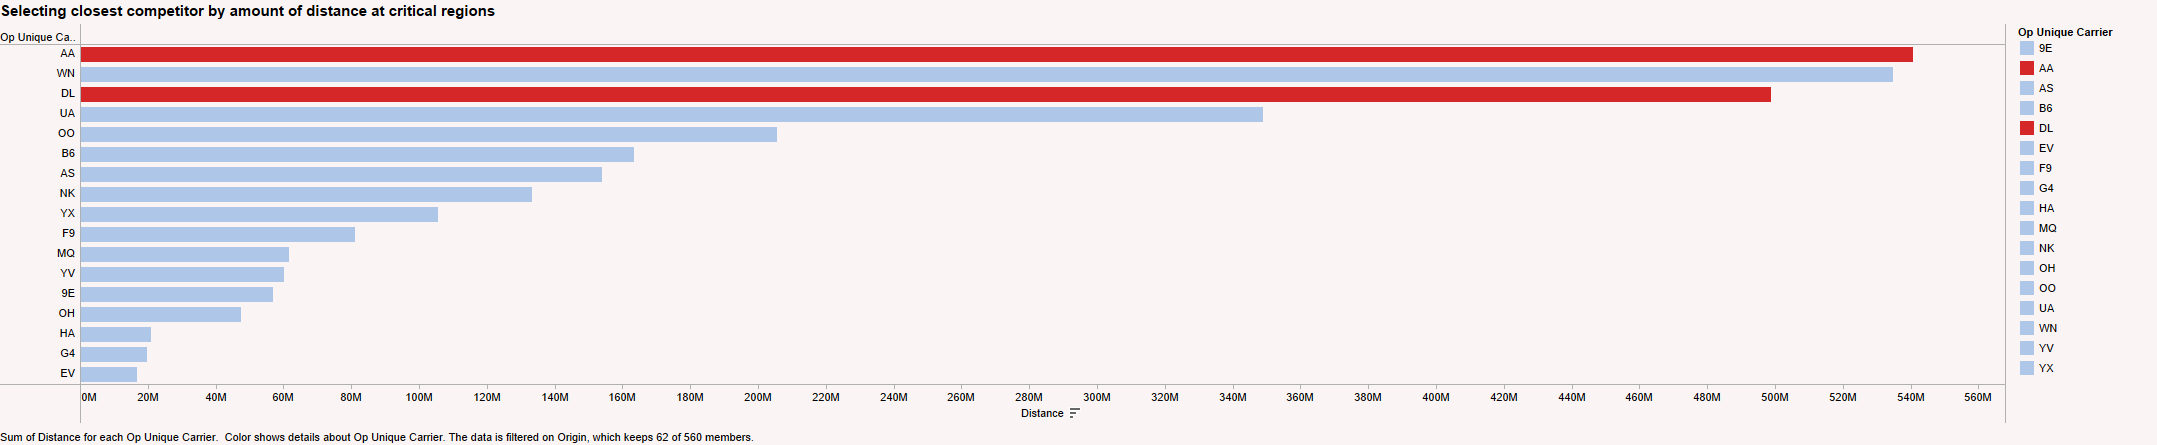 Selecting closest competitor by amount of distance at critical regions
Op Unique Ca..
AA
WN
DL
UA
OO
B6
AS
NK
YX
F9
MQ
YV
9E
OH
HA
G4
EV
0M 20M 40M 60M 80M 100M 120M 140M 160M 180M 200M 220M 240M 260M 280M 300M 320M 340M 360M 380M 400M 420M 440M 460M 480M 500M 520M 540M 560M
Distance
Op Unique Carrier
9E
AA
AS
B6
DL
EV
F9
G4
HA
MQ
NK
OH
OO
UA
WN
YV
YX
Sum of Distance for each Op Unique Carrier. Color shows details about Op Unique Carrier. The data is filtered on Origin, which keeps 62 of 560 members.